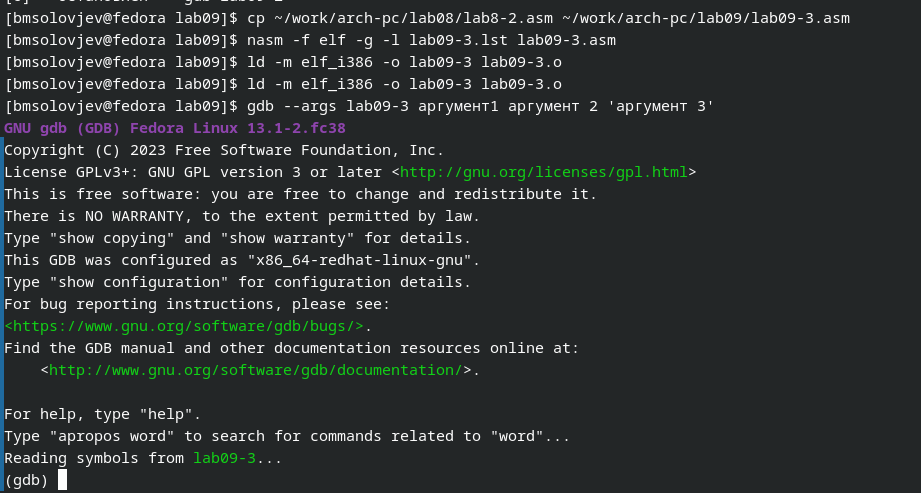 [bmsolovjev@fedora lab09]$ cp ~/work/arch-pc/lab08/lab8-2.asm ~/work/arch-pc/lab09/lab09-3.asm
[bmsolovjev@fedora lab09]$ nasm -f elf -g -l lab09-3.lst lab09-3.asm
[bmsolovjev@fedora lab09]$ ld -m elf_i386 -o lab09-3 lab09-3.o
[bmsolovjev@fedora lab09]$ ld -m elf_i386 -o lab09-3 lab09-3.o
[bmsolovjev@fedora lab09]$ gdb --args lab09-3 аргумент1 аргумент 2 'аргумент 3'
GNU gdb (GDB) Fedora Linux 13.1-2.fc38
Copyright (C) 2023 Free Software Foundation, Inc.
License GPLv3+: GNU GPL version 3 or later <http://gnu.org/licenses/gpl.html>
This is free software: you are free to change and redistribute it.
There is NO WARRANTY, to the extent permitted by law.
Type "show copying" and "show warranty" for details.
This GDB was configured as "x86_64-redhat-linux-gnu".
Type "show configuration" for configuration details.
For bug reporting instructions, please see:
<https://www.gnu.org/software/gdb/bugs/>.
Find the GDB manual and other documentation resources online at:
    <http://www.gnu.org/software/gdb/documentation/>.

For help, type "help".
Type "apropos word" to search for commands related to "word"...
Reading symbols from lab09-3...
(gdb)